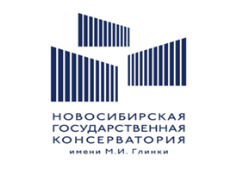 НОВОСИБИРСКАЯ
ГОСУДАРСТВЕННАЯ
КОНСЕРВАТОРИЯ
имени М.И. Глинки